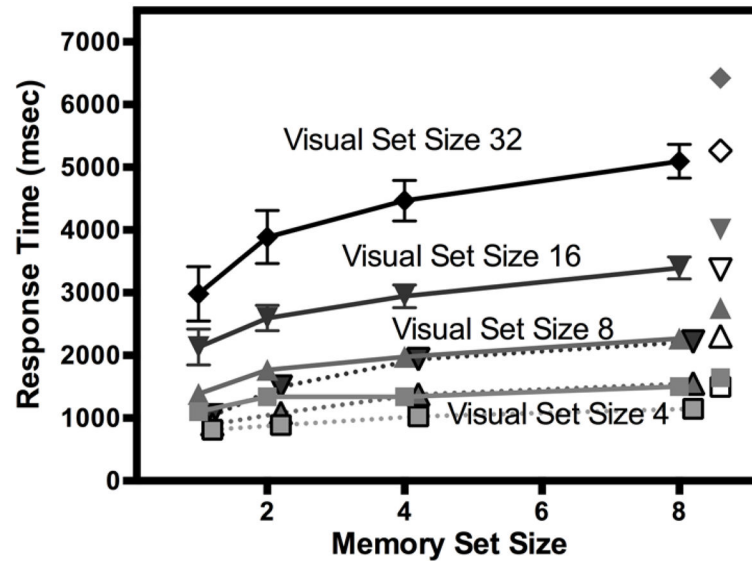 7000
6000
5000
4000
3000
2000
1000
0
Response Time (msec)
Visual Set Size 32
Visual Set Size 16
Visual Set Size 8
Visual Set Size 4
2
4
6
8
Memory Set Size